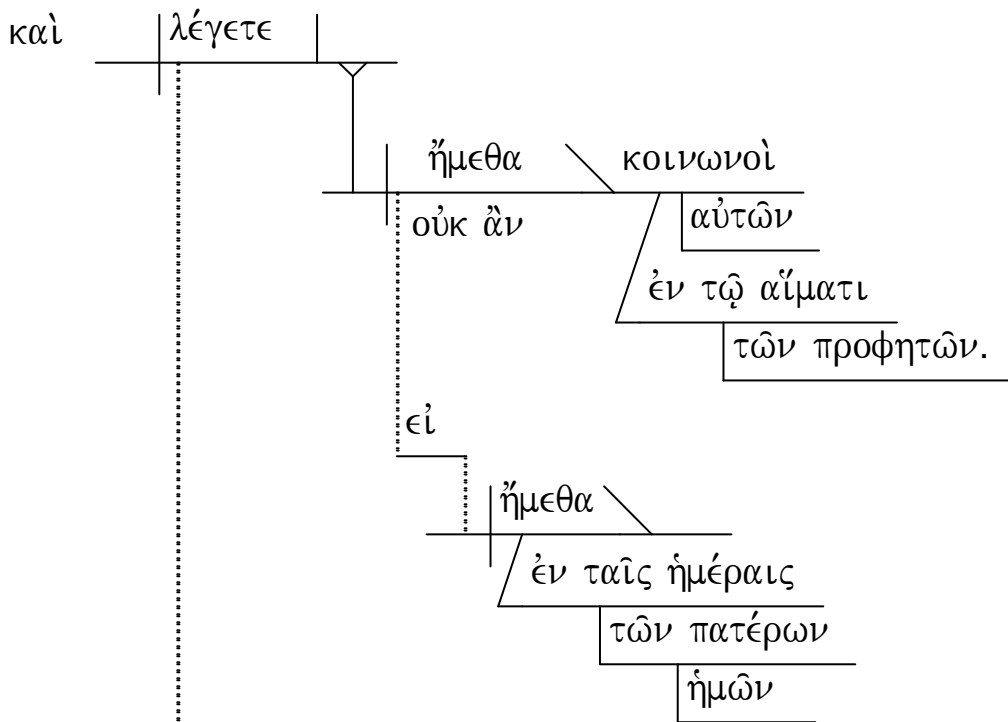 καὶ λέγετε
ἤμεθα κοινωνοὶ
οὐκ ἂν αὐτῶν
ἐν τῷ αἵματι
τῶν προφητῶν.
εἰ
ἤμεθα
ἐν ταῖς ἡμέραις
τῶν πατέρων
ἡμῶν